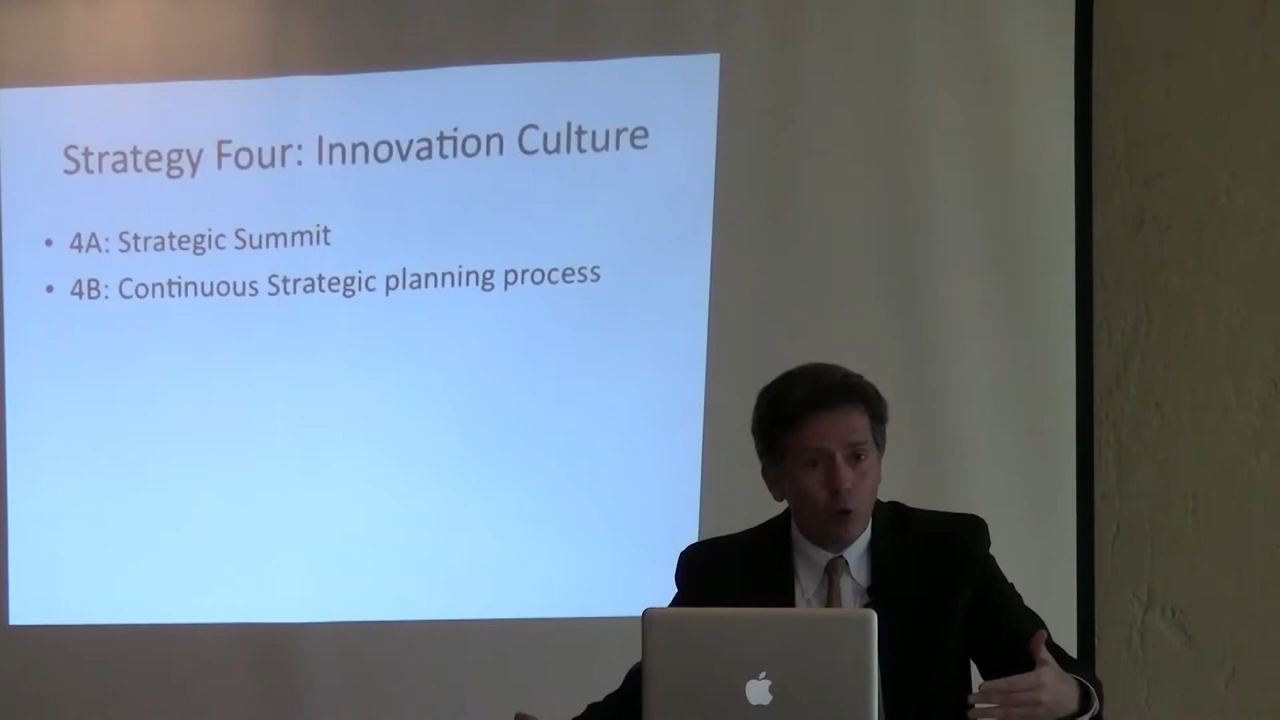 Strategy Four: Innovation Culture
• 4A: Strategic Summit
• 4B: Continuous Strategic planning process